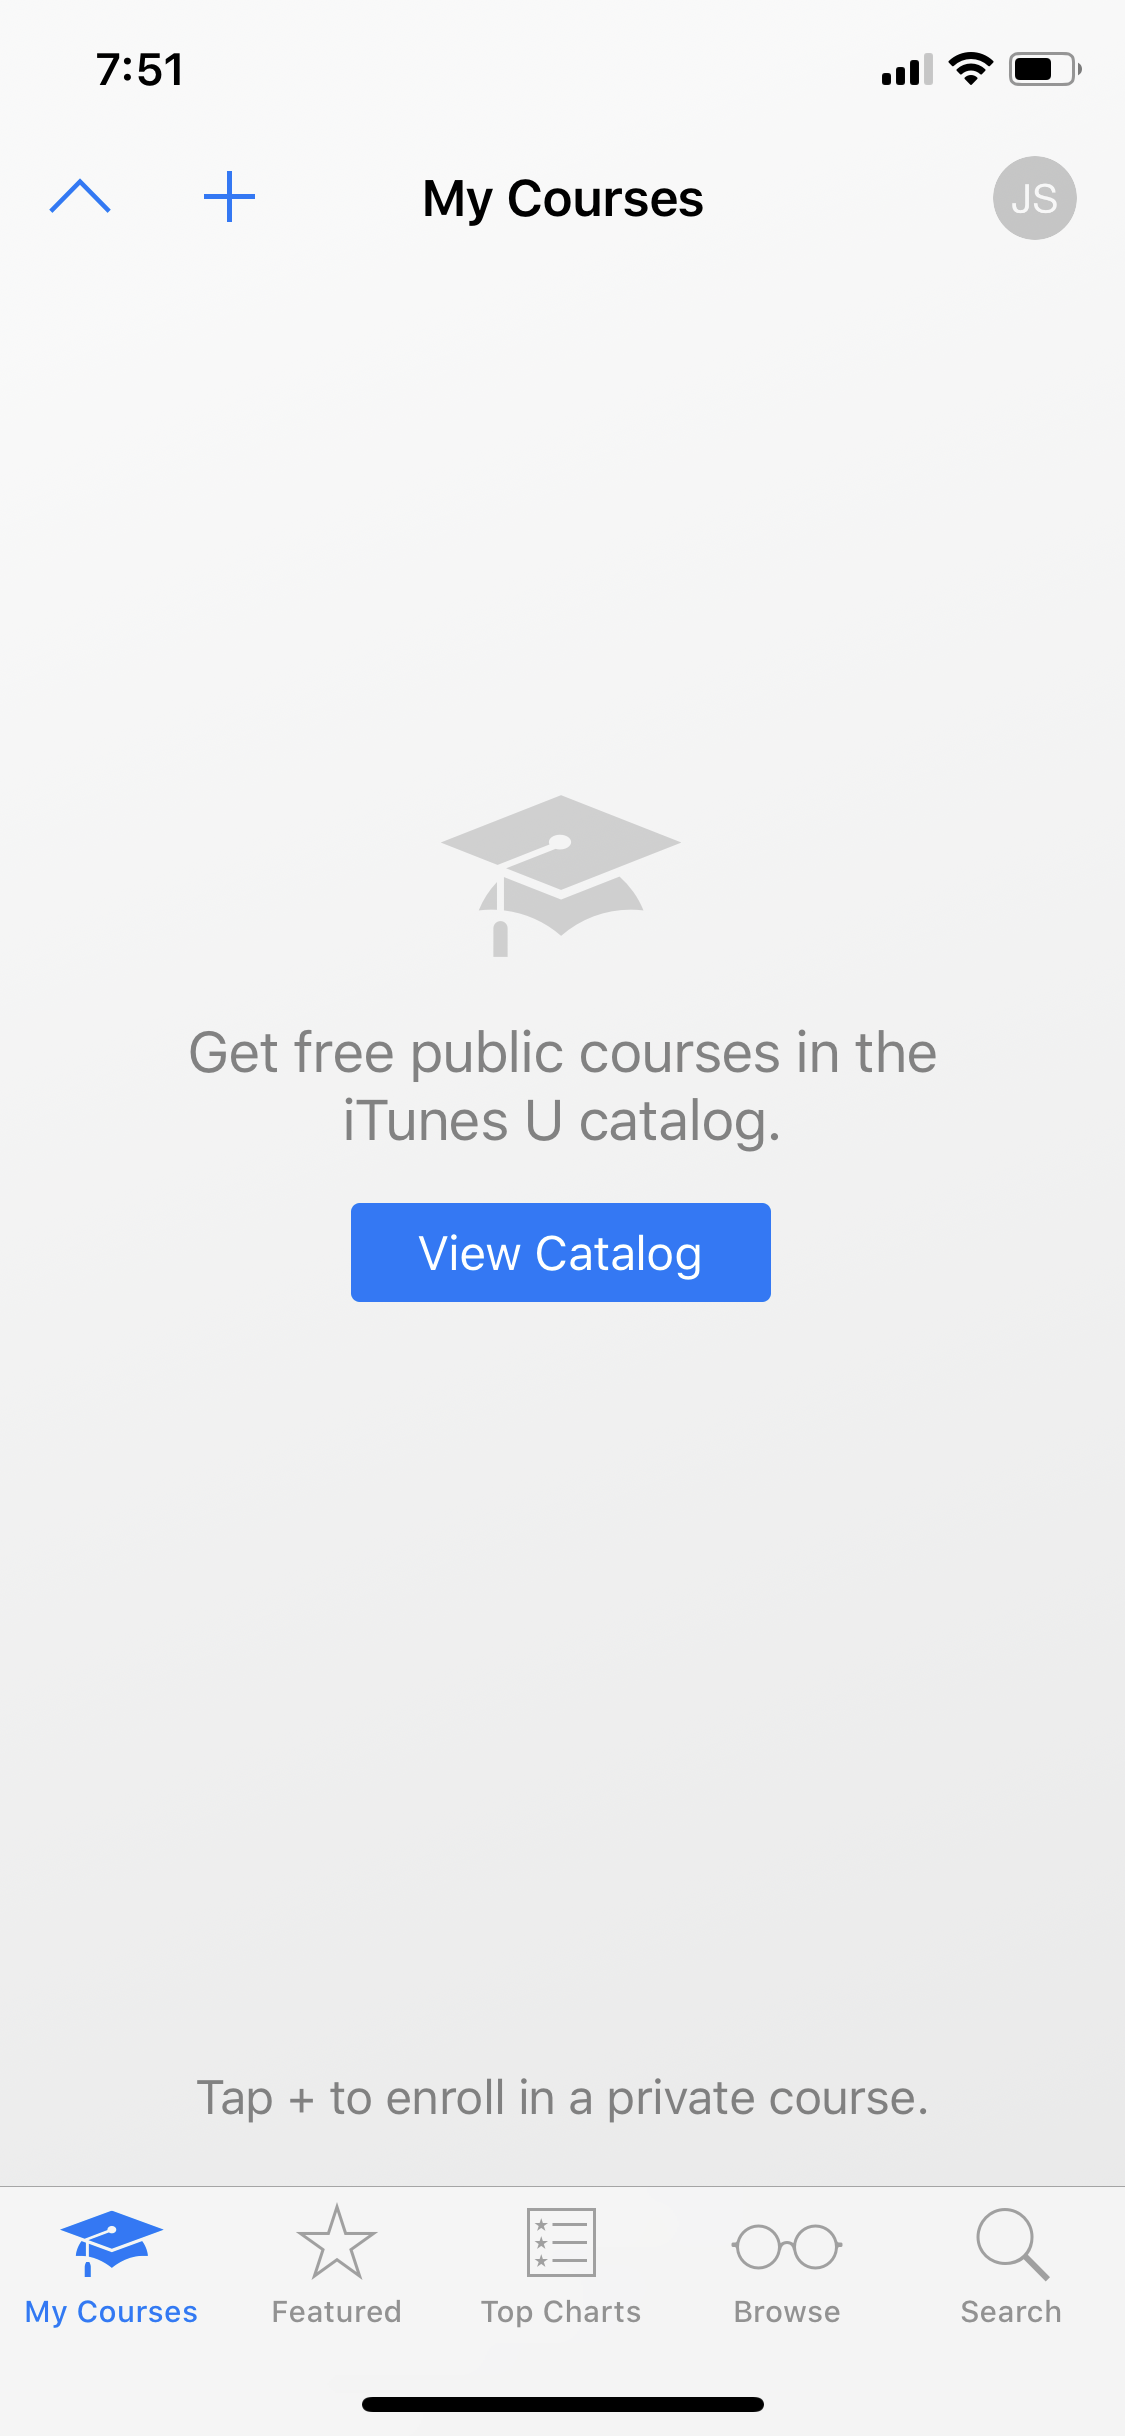 7:51
My Courses
JS
Get free public courses in the
iTunes U catalog.
View Catalog
Tap + to enroll in a private course.
My Courses
Featured
Top Charts
Browse
Search